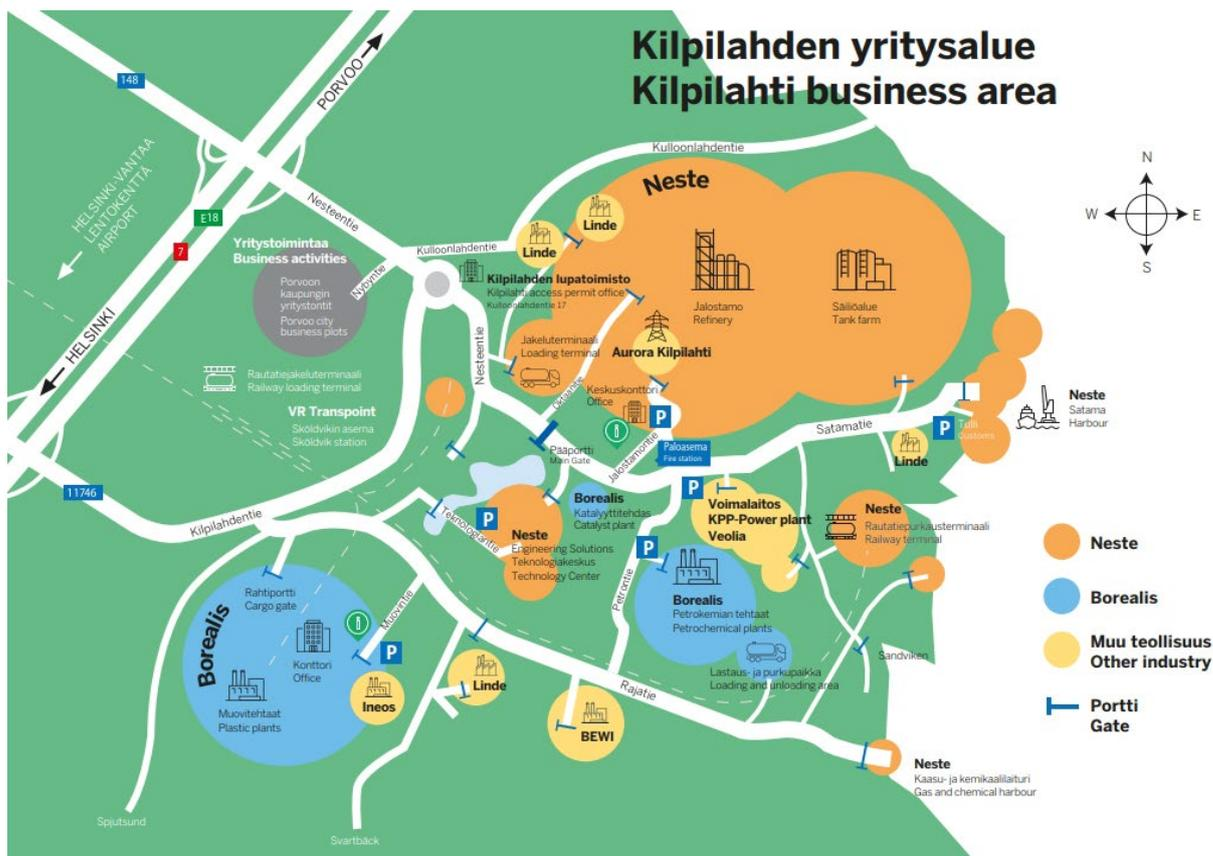 Kilpilahden yritysalue
Kilpilahti business area
148
PORVOO
HELSINKI-VANTAA
LENTOKENTTÄ
AIRPORT
E18
7
HELSINKI
11746
Nesteentie
Kulloonlahdentie
Kulloonlahdentie
Neste
Linde
Linde
N
W
E
S
Yritystoimintaa
Business activities
Porvoon
kaupungin
yritystontit
Porvoo city
business plots
Nybyntie
Kilpilahden lupatoimisto
Kilpilahti access permit office
Kulloonlahdentie 17
Jalostamo
Refinery
Säiliöalue
Tank farm
Nesteentie
Jakeluterminaali
Loading terminal
Aurora Kilpilahti
Rautatiejakeluterminaali
Railway loading terminal
VR Transpoint
Sköldvikin asema
Sköldvik station
Keskuskonttori
Office
P
Neste
Satama
Harbour
Satamatie
P
Tulli
Customs
Linde
Pääportti
Main Gate
Jalostamontie
Paloasema
Fire station
P
Kilpilahdentie
Teknologiantie
P
Neste
Engineering Solutions
Teknologiakeskus
Technology Center
Borealis
Katalyyttitehdas
Catalyst plant
Voimalaitos
KPP-Power plant
Veolia
Neste
Rautatiepurkausterminaali
Railway terminal
P
Petrontie
Borealis
Petrokemian tehtaat
Petrochemical plants
Lastaus- ja purkupaikka
Loading and unloading area
Sandviken
Rahtiportti
Cargo gate
Borealis
Konttori
Office
Muovitehtaat
Plastic plants
Muovintie
P
Ineos
Linde
Rajatie
BEWI
Neste
Kaasu- ja kemikaalilaituri
Gas and chemical harbour
Spjutsund
Svartbäck
Neste
Borealis
Muu teollisuus
Other industry
Portti
Gate